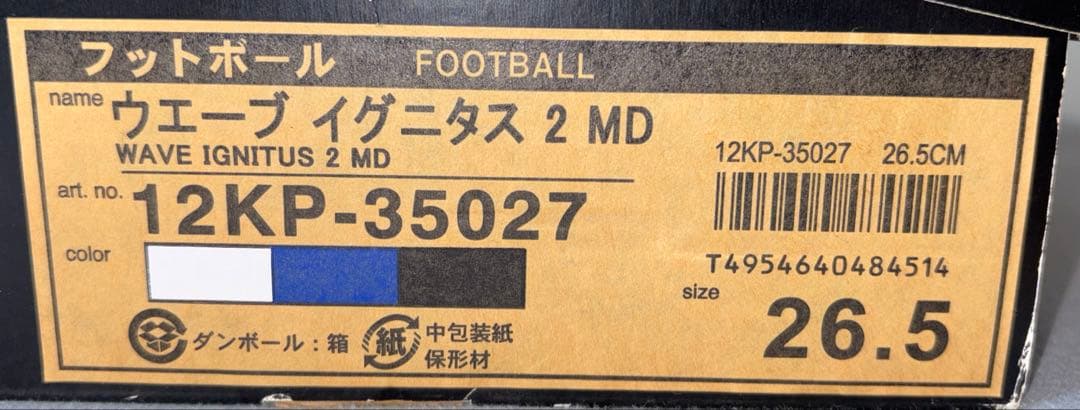 フットボール FOOTBALL
name ウエーブ イグニタス 2 MD
WAVE IGNITUS 2 MD
art. no. 12KP-35027
color
12KP-35027 26.5CM
T4954640484514
size 26.5
ダンボール：箱
紙 中包装紙
保形材